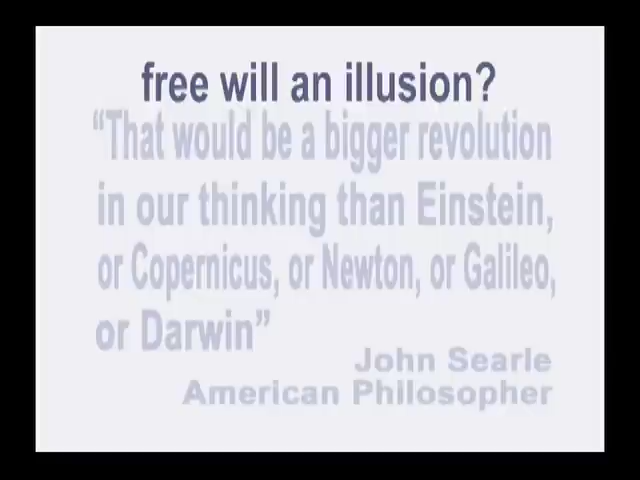 free will an illusion?
“That would be a bigger revolution
in our thinking than Einstein,
or Copernicus, or Newton, or Galileo,
or Darwin”
John Searle
American Philosopher